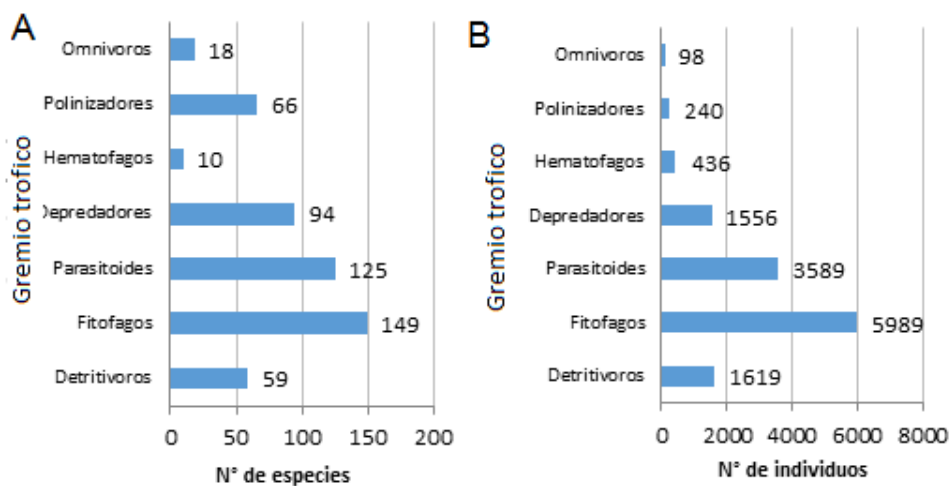 A
Gremio trofico
Omnivoros 18
Polinizadores 66
Hematofagos 10
Depredadores 94
Parasitoides 125
Fitofagos 149
Detritivoros 59
0 50 100 150 200
N° de especies
B
Gremio trofico
Omnivoros 98
Polinizadores 240
Hematofagos 436
Depredadores 1556
Parasitoides 3589
Fitofagos 5989
Detritivoros 1619
0 2000 4000 6000 8000
N° de individuos